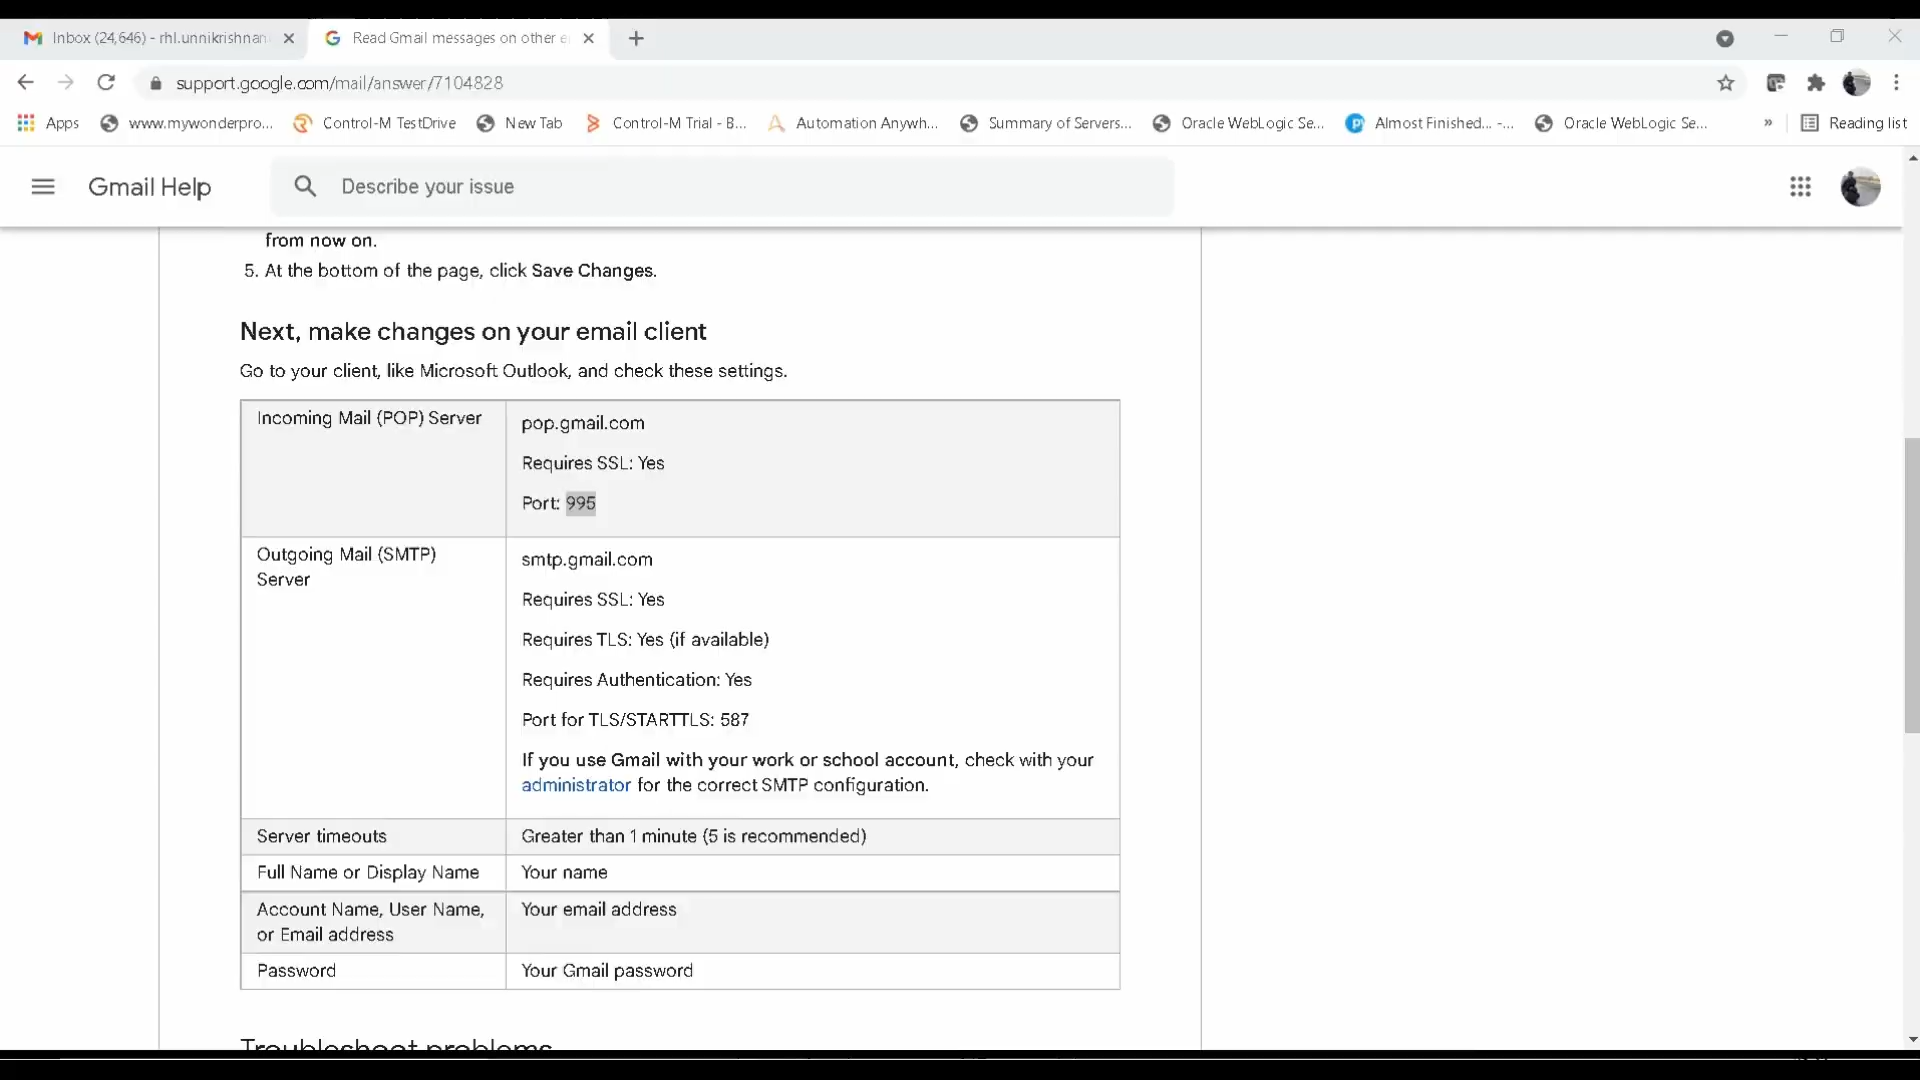 Inbox (24,646) - rhl.unnikrishnan
Read Gmail messages on other e
support.google.com/mail/answer/7104828
Apps
www.mywonderpro...
Control-M TestDrive
New Tab
Control-M Trial - B...
Automation Anywh...
Summary of Servers...
Oracle WebLogic Se...
Almost Finished... -...
Oracle WebLogic Se...
»
Reading list
Gmail Help
Describe your issue
from now on.
5. At the bottom of the page, click Save Changes.
Next, make changes on your email client
Go to your client, like Microsoft Outlook, and check these settings.
Incoming Mail (POP) Server
pop.gmail.com
Requires SSL: Yes
Port: 995
Outgoing Mail (SMTP)
Server
smtp.gmail.com
Requires SSL: Yes
Requires TLS: Yes (if available)
Requires Authentication: Yes
Port for TLS/STARTTLS: 587
If you use Gmail with your work or school account, check with your
administrator for the correct SMTP configuration.
Server timeouts
Greater than 1 minute (5 is recommended)
Full Name or Display Name
Your name
Account Name, User Name,
or Email address
Your email address
Password
Your Gmail password
Troubleshoot problems